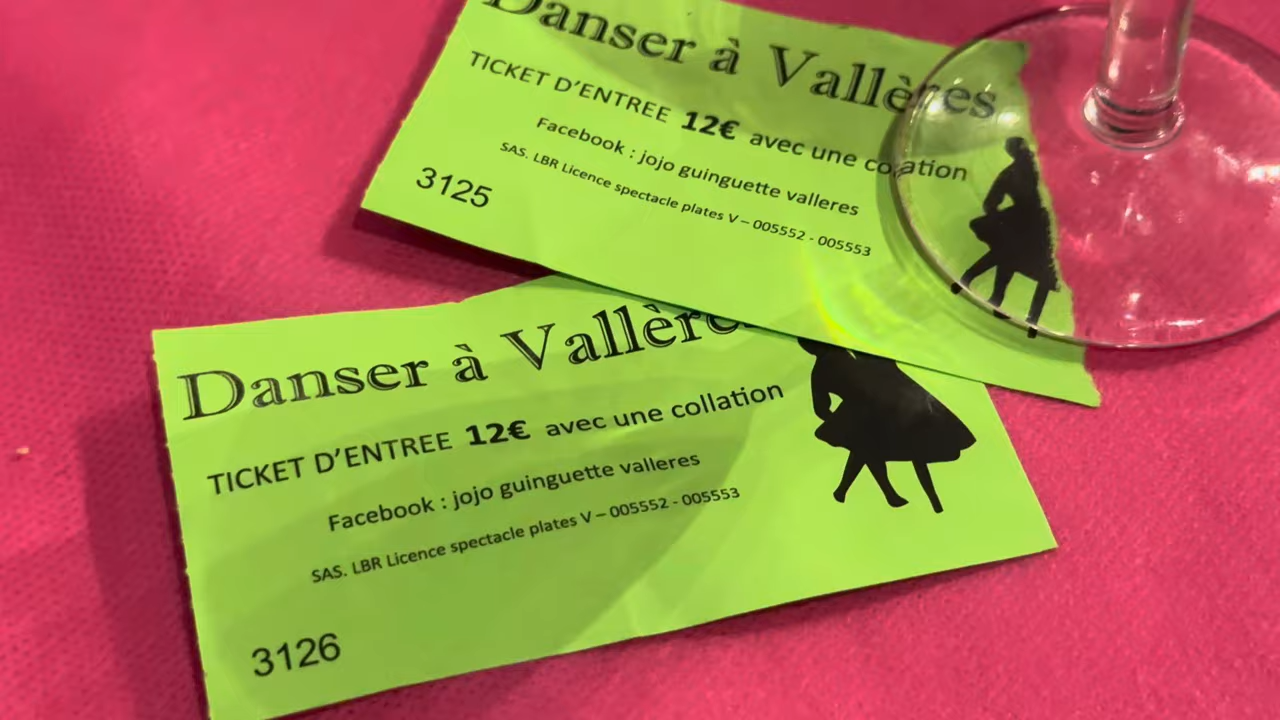 Danser à Vallères
TICKET D'ENTREE 12€ avec une collation
Facebook : jojo guinguette valleres
SAS. LBR Licence spectacle plates V – 005552 - 005553
3125
Danser à Vallères
TICKET D'ENTREE 12€ avec une collation
Facebook : jojo guinguette valleres
SAS. LBR Licence spectacle plates V – 005552 - 005553
3126